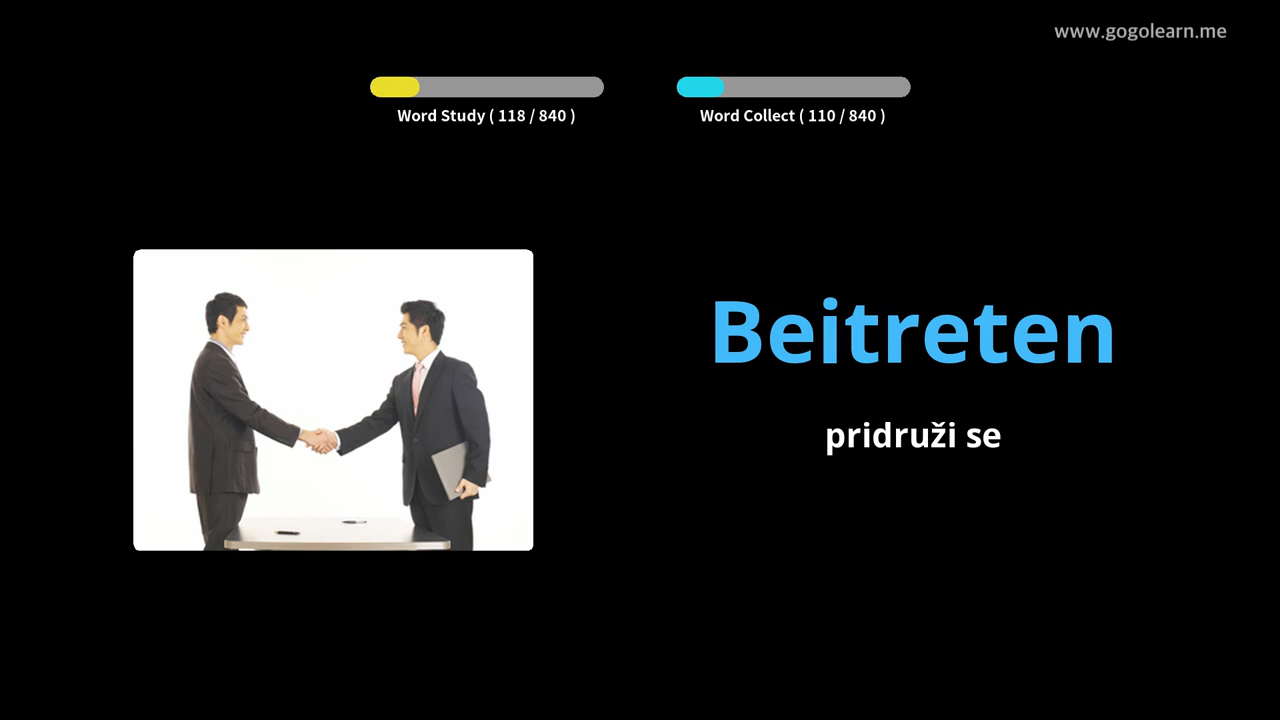 www.gogolearn.me
Word Study ( 118 / 840 )
Word Collect ( 110 / 840 )
Beitreten
pridruži se